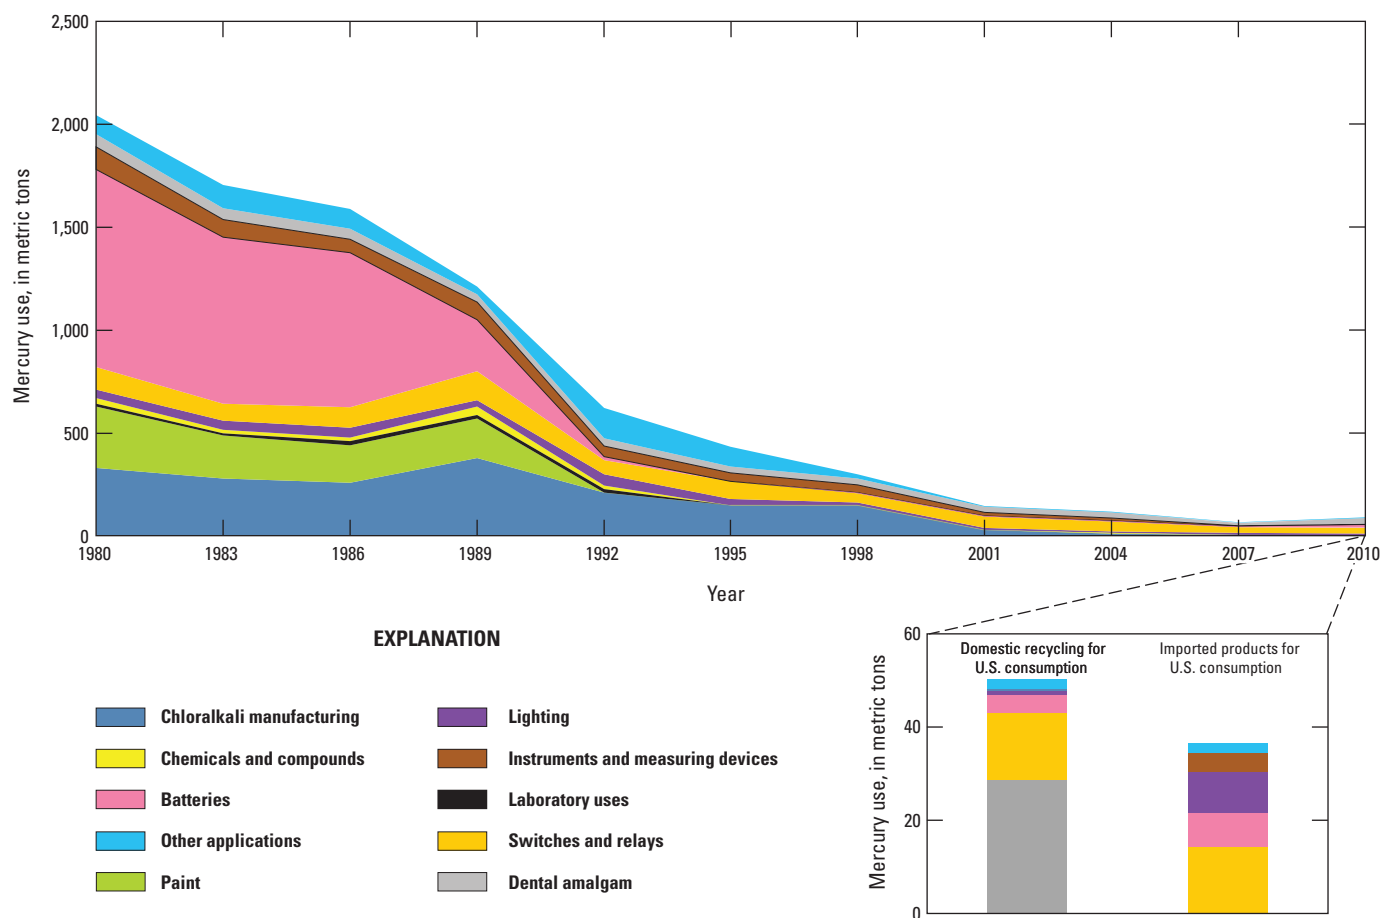 2,500
2,000
1,500
1,000
500
0
Mercury use, in metric tons
1980 1983 1986 1989 1992 1995 1998 2001 2004 2007 2010
Year
EXPLANATION
Chloralkali manufacturing
Chemicals and compounds
Batteries
Other applications
Paint
Lighting
Instruments and measuring devices
Laboratory uses
Switches and relays
Dental amalgam
60
40
20
0
Mercury use, in metric tons
Domestic recycling for
U.S. consumption
Imported products for
U.S. consumption